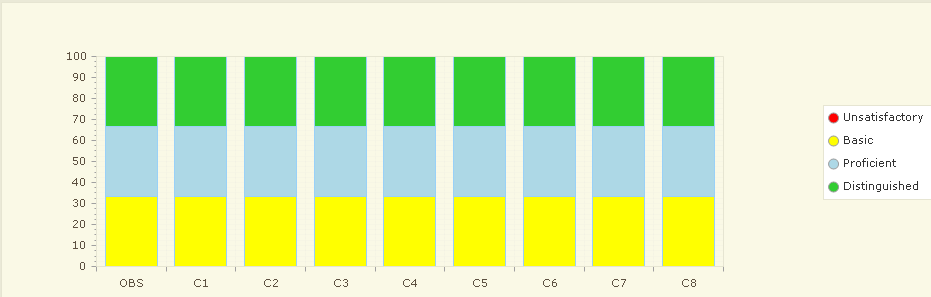 100
90
80
70
60
50
40
30
20
10
0
OBS C1 C2 C3 C4 C5 C6 C7 C8
Unsatisfactory
Basic
Proficient
Distinguished